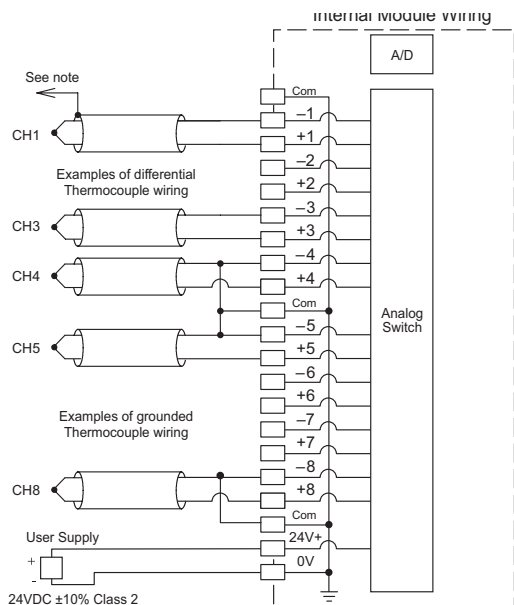 Internal Module Wiring
A/D
See note
Com
–1
CH1
+1
–2
Examples of differential
Thermocouple wiring
+2
–3
CH3
+3
–4
CH4
+4
Com
Analog
Switch
–5
CH5
+5
–6
+6
Examples of grounded
Thermocouple wiring
–7
+7
–8
CH8
+8
Com
User Supply
24V+
+
0V
-
24VDC ±10% Class 2